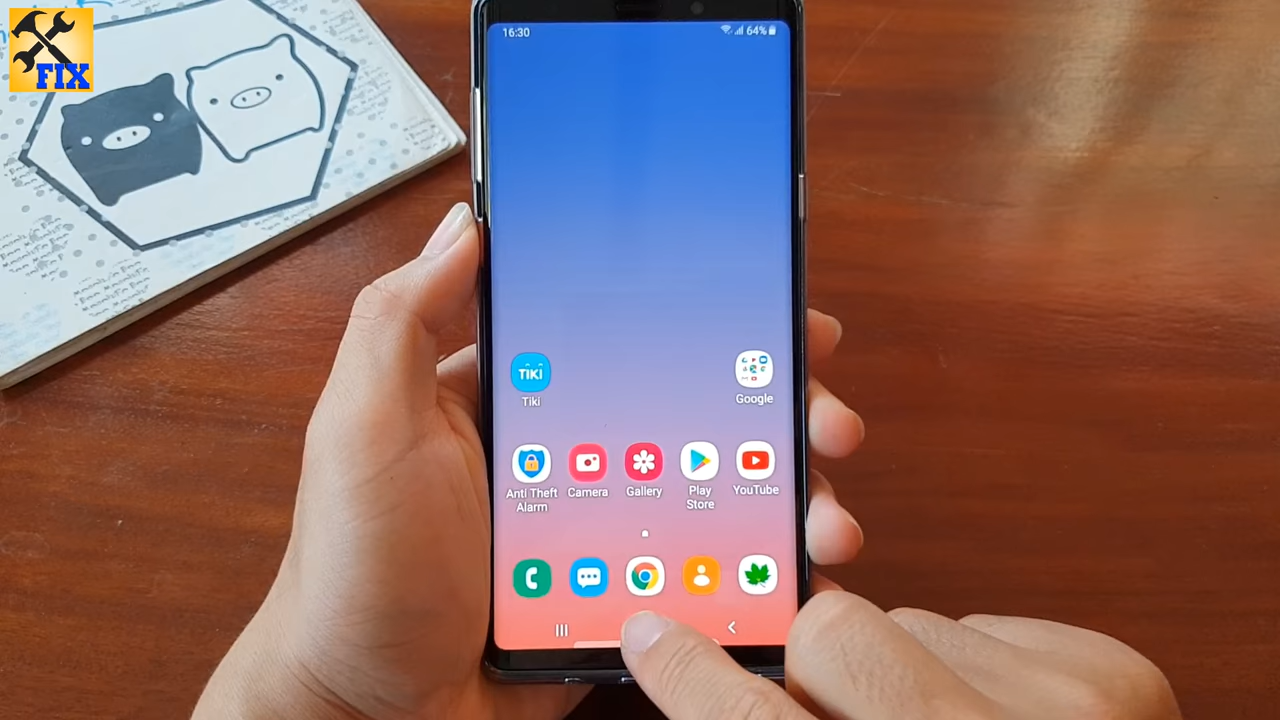 FIX
16:30
64%
TIKI
Tiki
Google
Anti Theft
Alarm
Camera
Gallery
Play
Store
YouTube